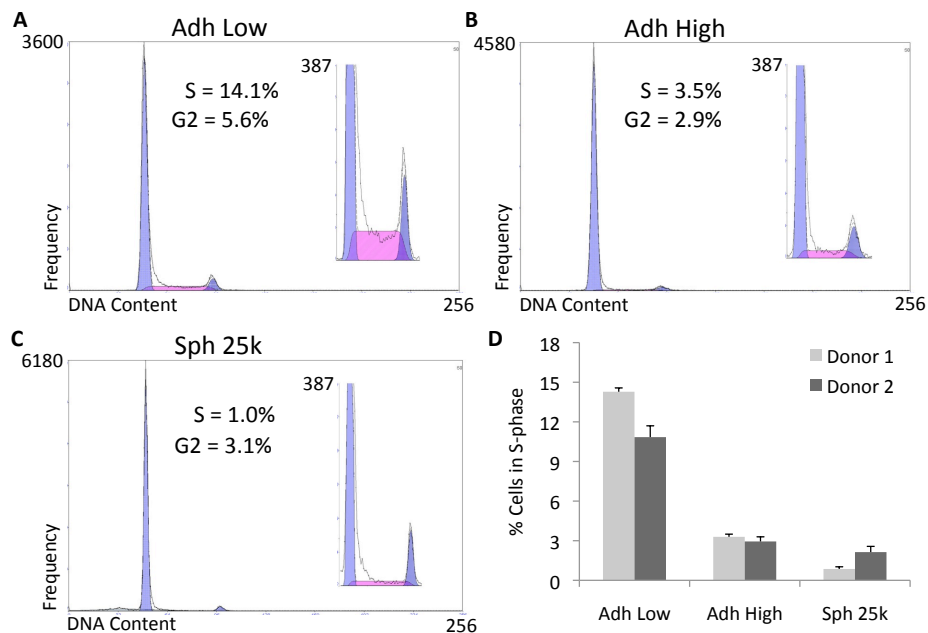 A
Adh Low
3600
387
S = 14.1%
G2 = 5.6%
Frequency
DNA Content
256
B
Adh High
4580
387
S = 3.5%
G2 = 2.9%
Frequency
DNA Content
256
C
Sph 25k
6180
387
S = 1.0%
G2 = 3.1%
Frequency
DNA Content
256
D
18
15
12
9
6
3
0
% Cells in S-phase
Donor 1
Donor 2
Adh Low
Adh High
Sph 25k